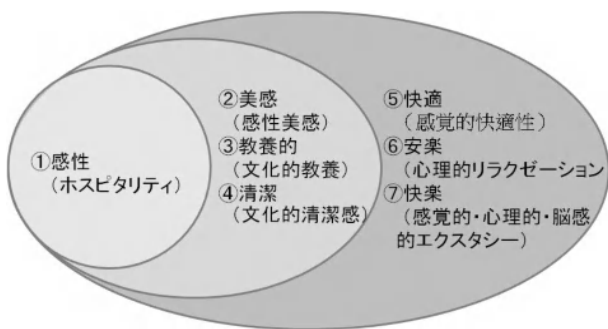 ①感性
(ホスピタリティ)
②美感
(感性美感)
③教養的
(文化的教養)
④清潔
(文化的清潔感)
⑤快適
(感覚的快適性)
⑥安楽
(心理的リラクゼーション)
⑦快楽
(感覚的・心理的・脳感
的エクスタシー)